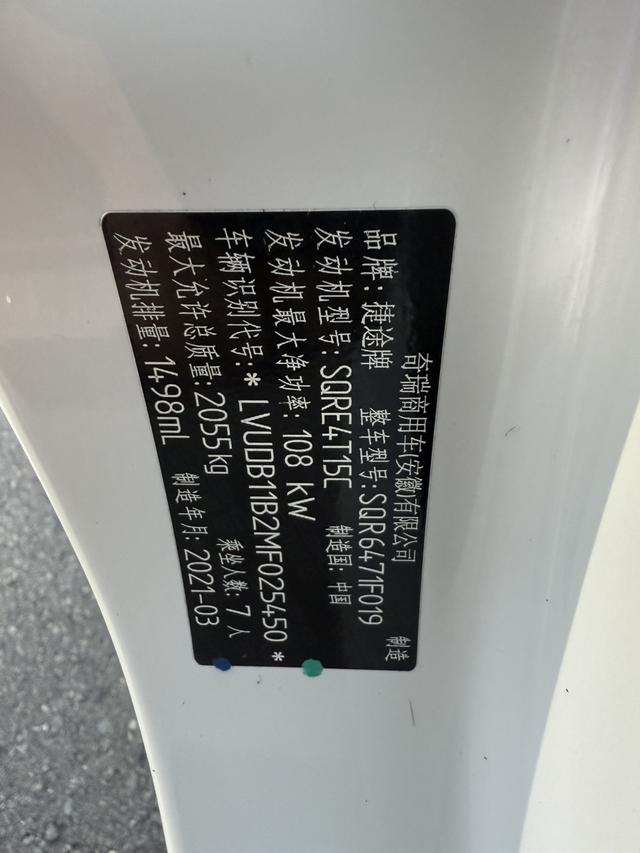 奇瑞商用车(安徽)有限公司 制造
品牌: 捷途牌 整车型号:SQR6471F019
发动机型号:SQRE4T15C 制造国: 中国
发动机最大净功率: 108 kW
车辆识别代号:*LVUDB11B2MF025450*
最大允许总质量:2055kg 乘坐人数: 7 人
发动机排量: 1498mL 制造年月: 2021-03